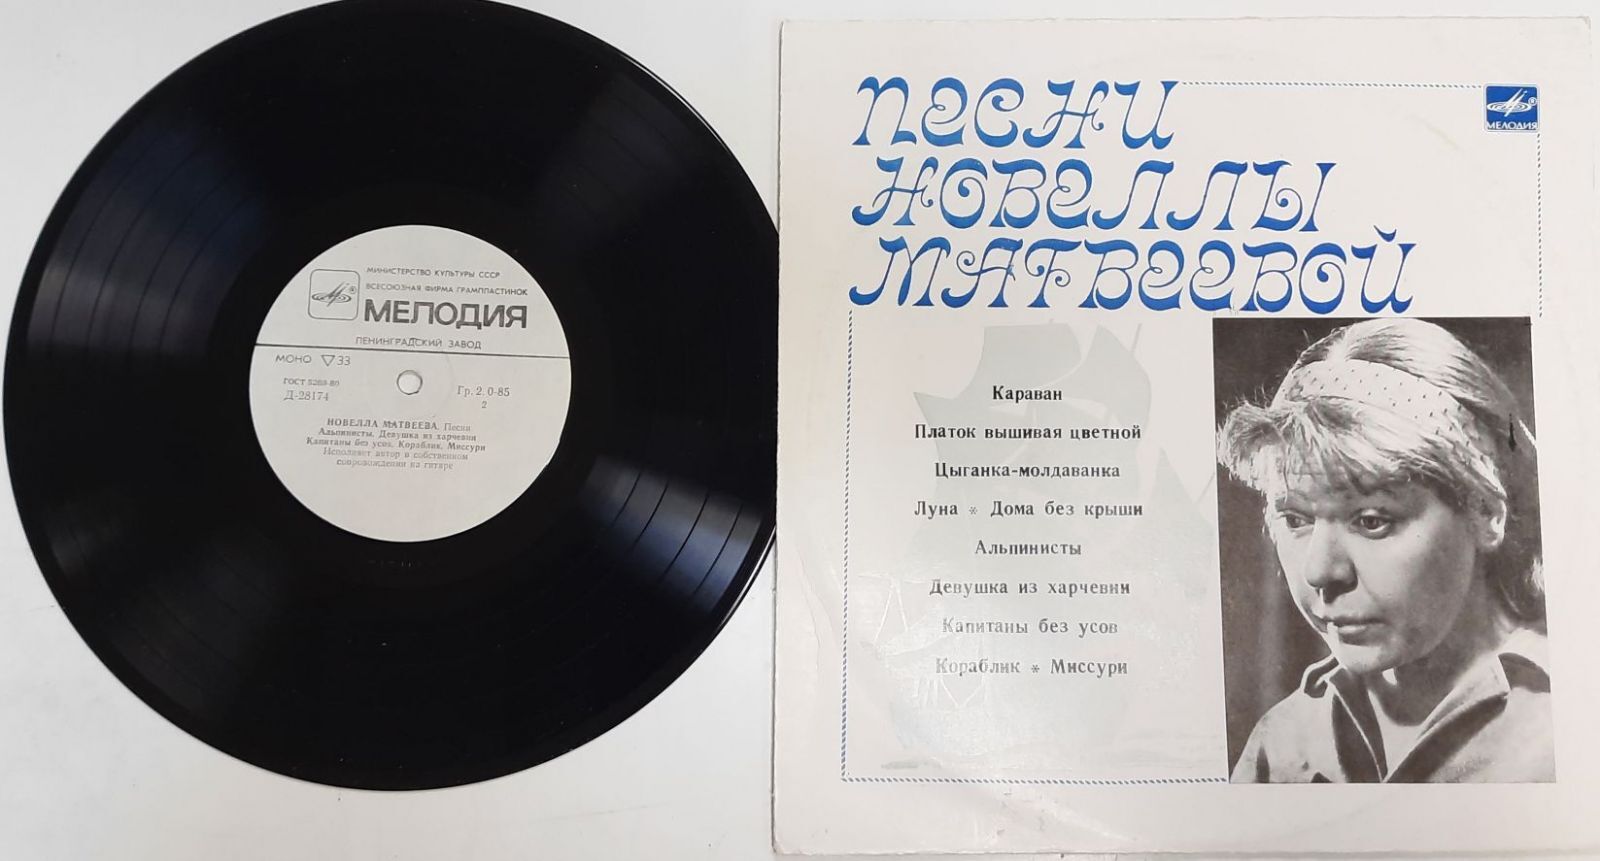 МИНИСТЕРСТВО КУЛЬТУРЫ СССР
ВСЕСОЮЗНАЯ ФИРМА ГРАМПЛАСТИНОК
МЕЛОДИЯ
ЛЕНИНГРАДСКИЙ ЗАВОД
МОНО 33
ГОСТ 5289-80
Д-28174
Гр. 2. 0-85
2
НОВЕЛЛА МАТВЕЕВА. Песни
Альпинисты. Девушка из харчевни
Капитаны без усов. Кораблик. Миссури
Исполняет автор в собственном
сопровождении на гитаре
ПЕСНИ
НОВЕЛЛЫ
МАТВЕЕВОЙ
МЕЛОДИЯ
Караван
Платок вышивая цветной
Цыганка-молдаванка
Луна * Дома без крыши
Альпинисты
Девушка из харчевни
Капитаны без усов
Кораблик * Миссури